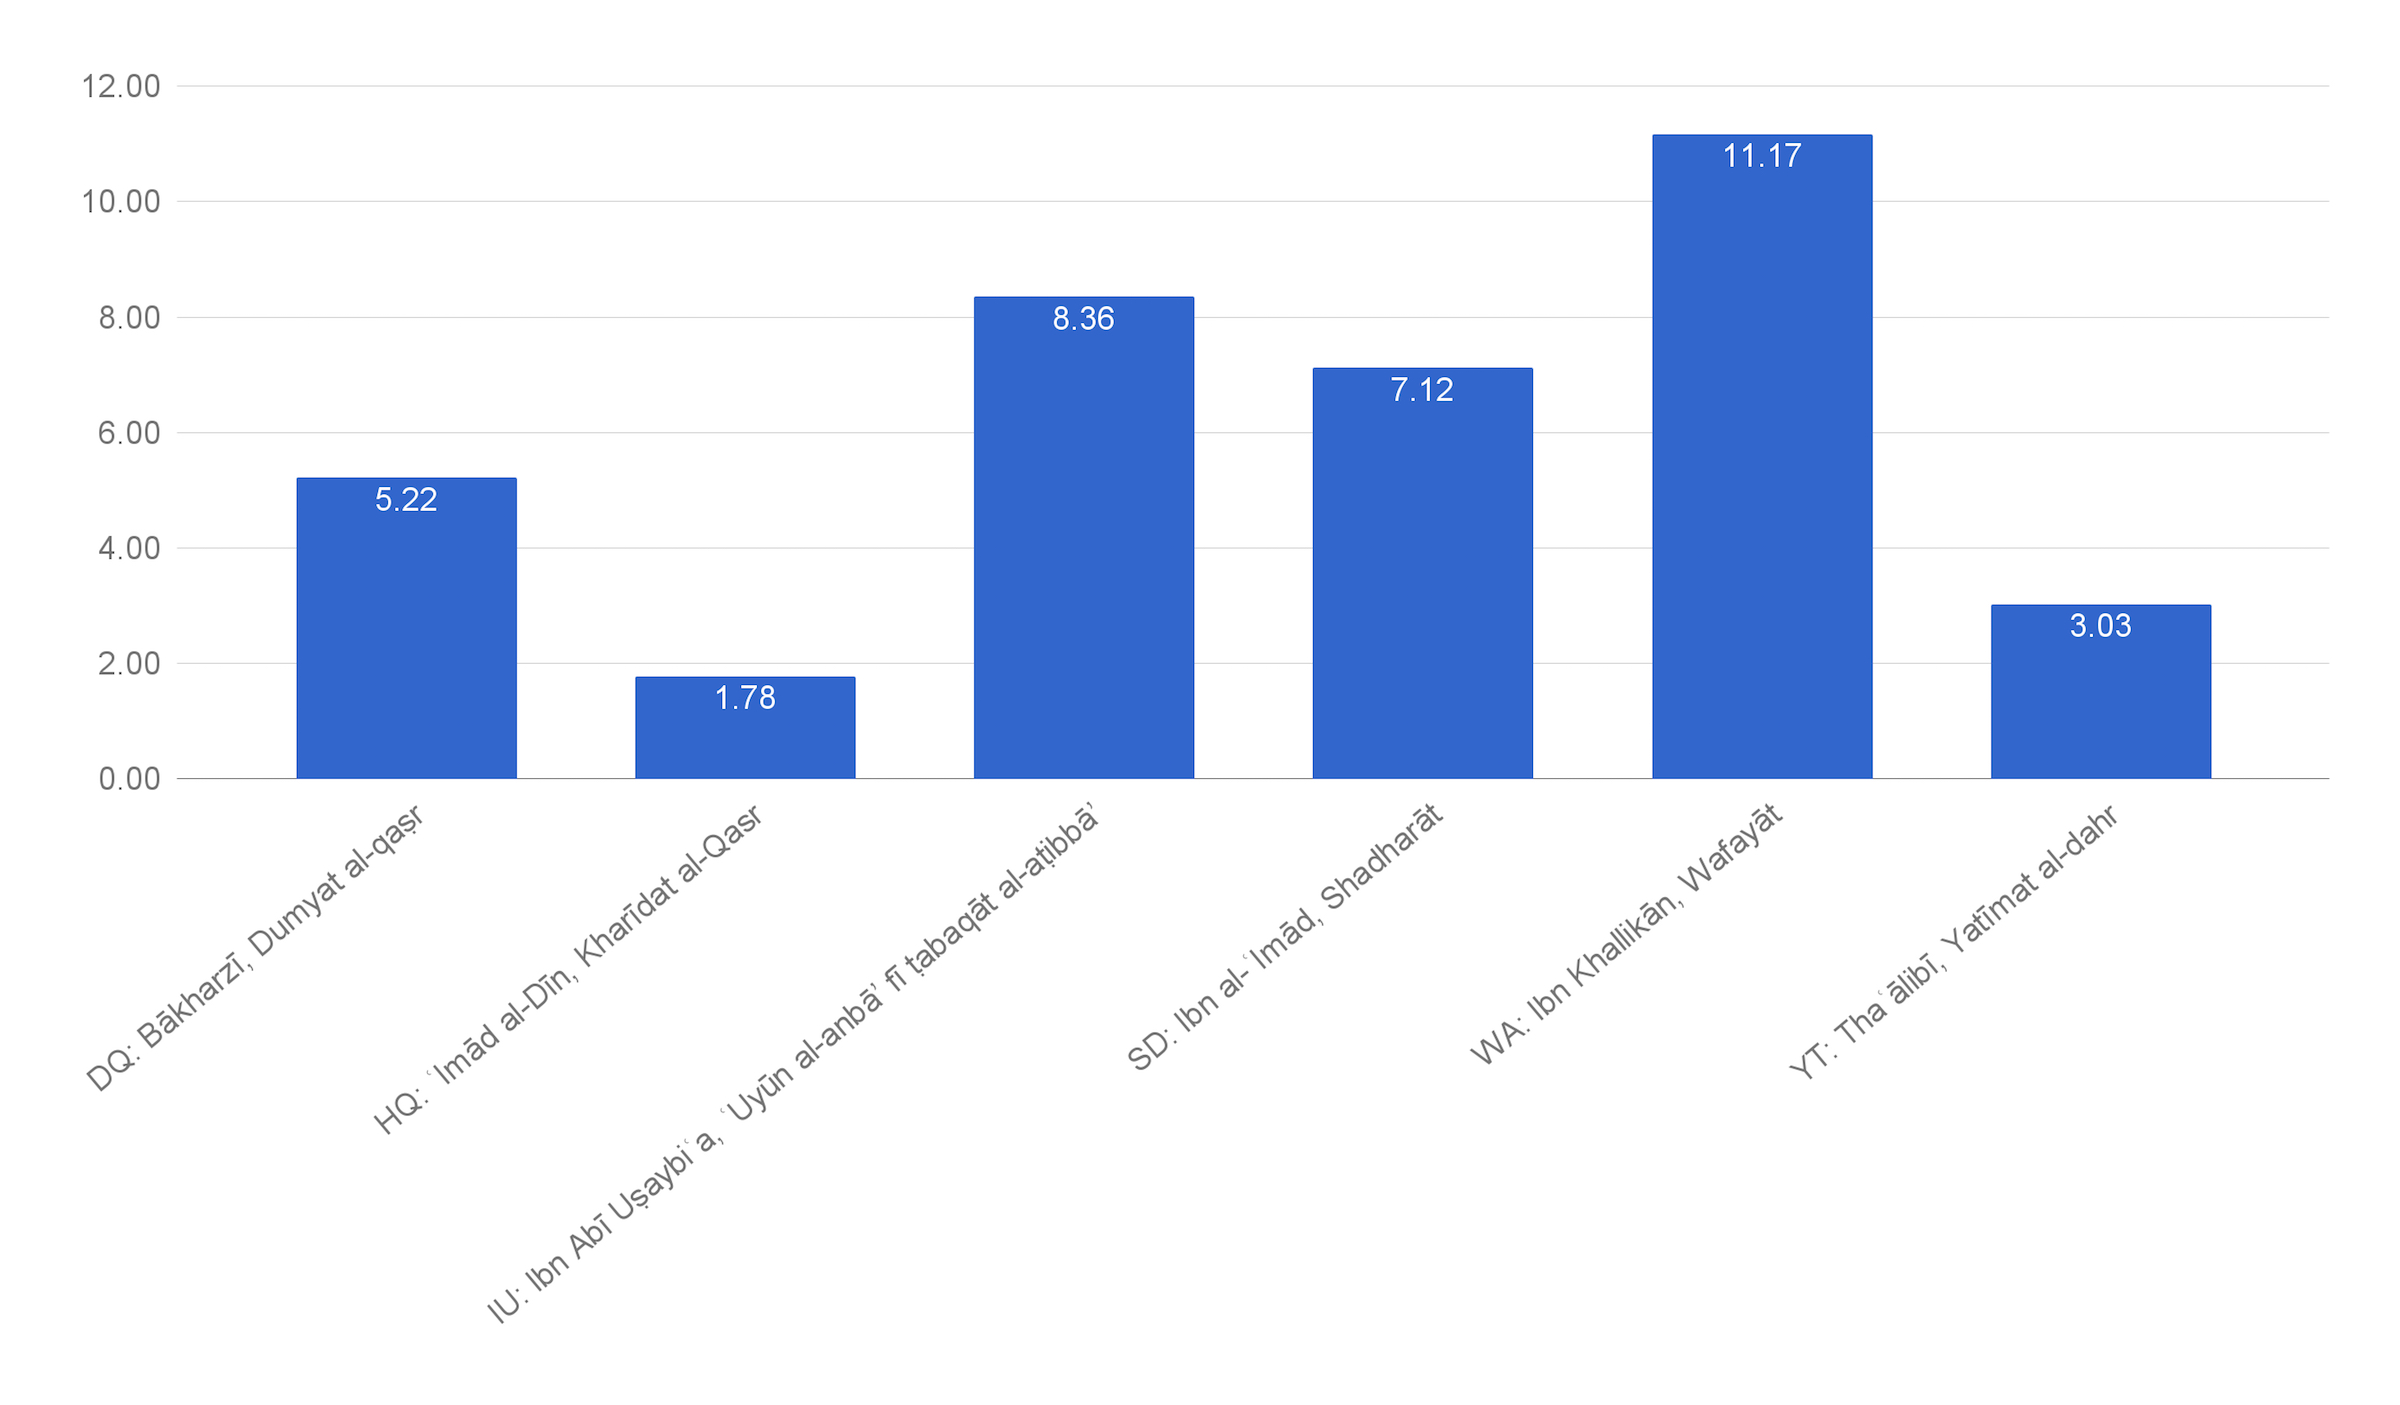 12.00
10.00
8.00
6.00
4.00
2.00
0.00
5.22
1.78
8.36
7.12
11.17
3.03
DQ: Bākharzī, Dumyat al-qaṣr
HQ: ʿImād al-Dīn, Kharīdat al-Qasr
IU: Ibn Abī Uṣaybiʿa, ʿUyūn al-anbā’ fī ṭabaqāt al-aṭibbā’
SD: Ibn al-ʿImād, Shadharāt
WA: Ibn Khallikān, Wafayāt
YT: Thaʿālibī, Yatīmat al-dahr